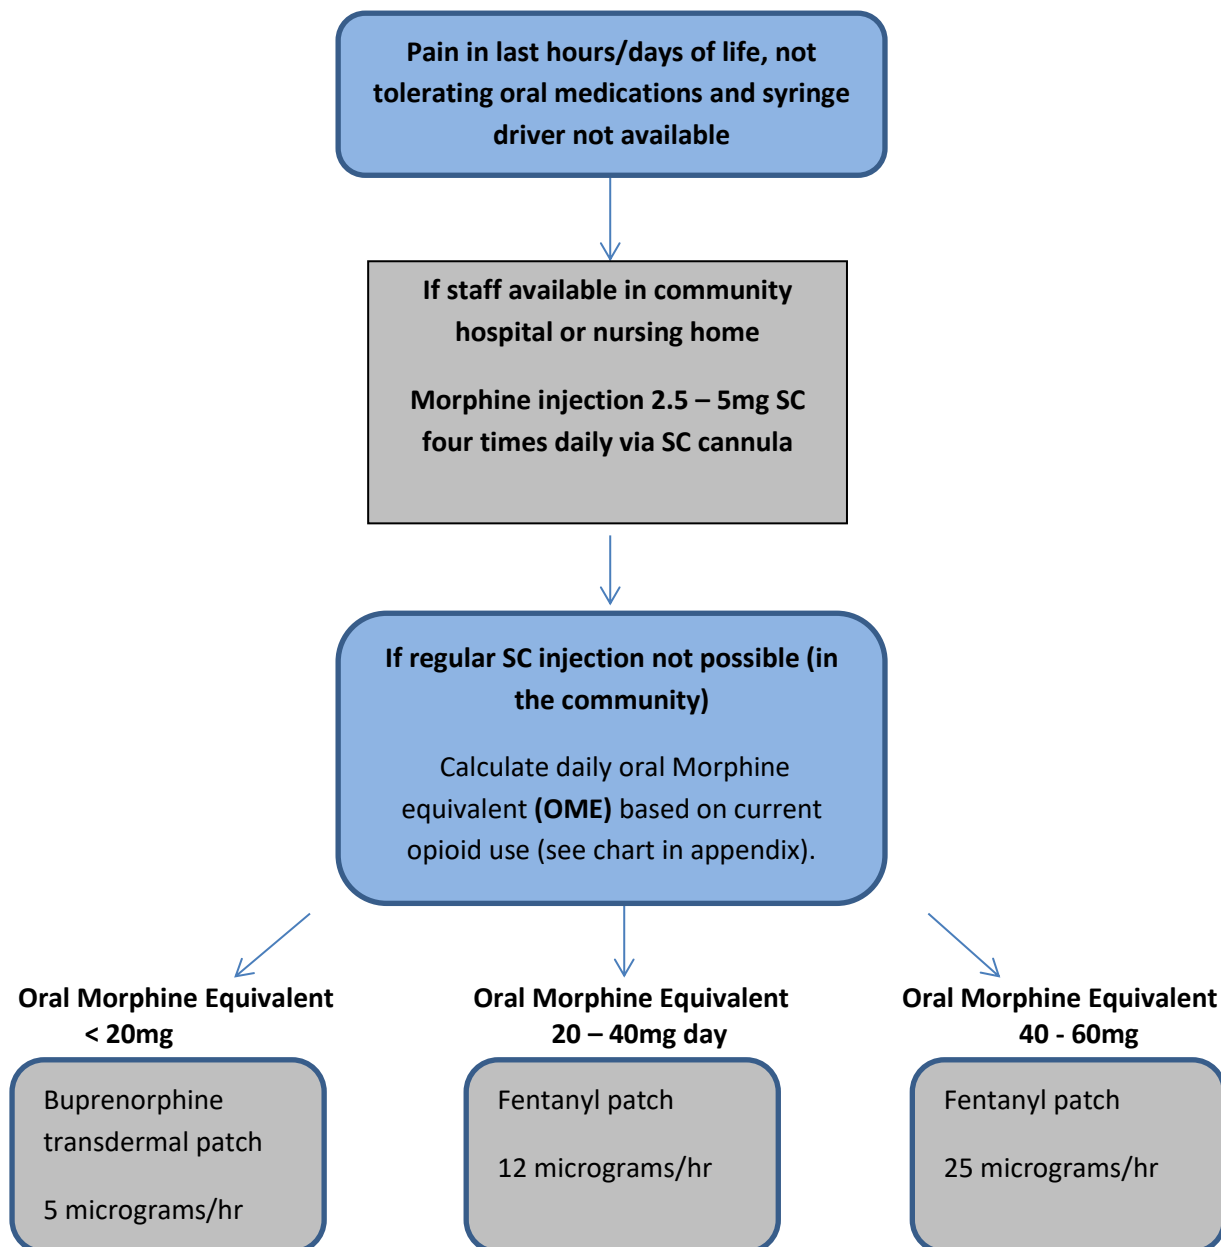 Pain in last hours/days of life, not
tolerating oral medications and syringe
driver not available
If staff available in community
hospital or nursing home
Morphine injection 2.5 – 5mg SC
four times daily via SC cannula
If regular SC injection not possible (in
the community)
Calculate daily oral Morphine
equivalent (OME) based on current
opioid use (see chart in appendix).
Oral Morphine Equivalent
< 20mg
Buprenorphine
transdermal patch
5 micrograms/hr
Oral Morphine Equivalent
20 – 40mg day
Fentanyl patch
12 micrograms/hr
Oral Morphine Equivalent
40 - 60mg
Fentanyl patch
25 micrograms/hr